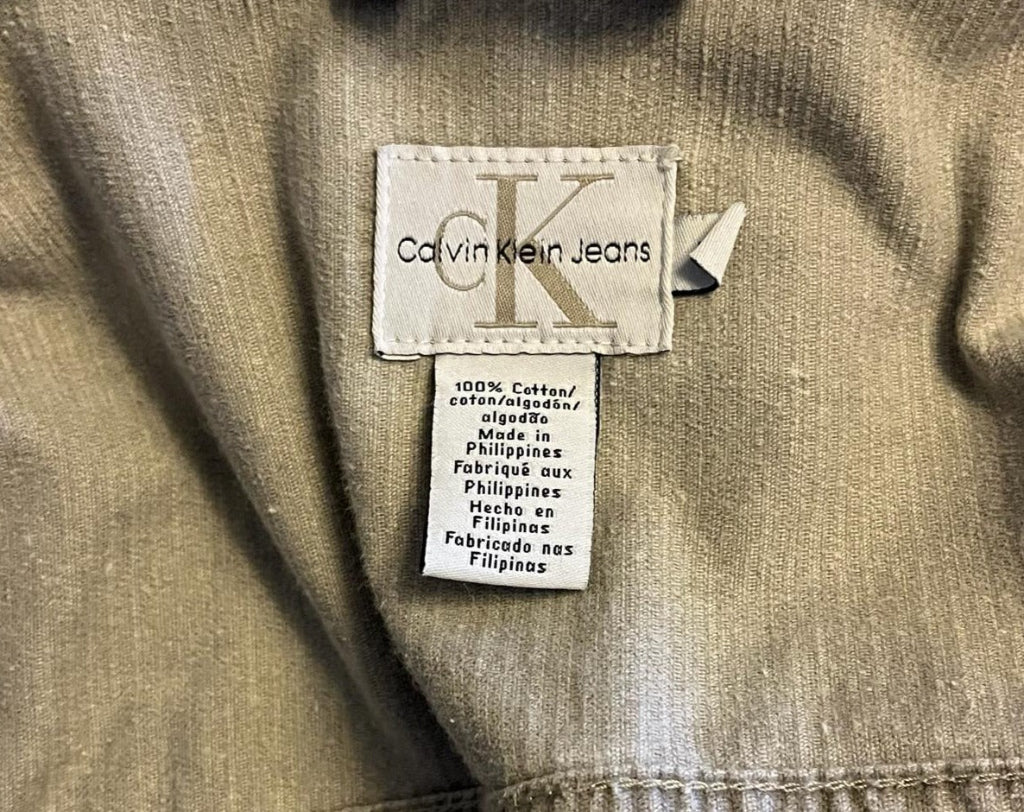 CK
Calvin Klein Jeans
100% Cotton/
coton/algodón/
algodão
Made in
Philippines
Fabriqué aux
Philippines
Hecho en
Filipinas
Fabricado nas
Filipinas